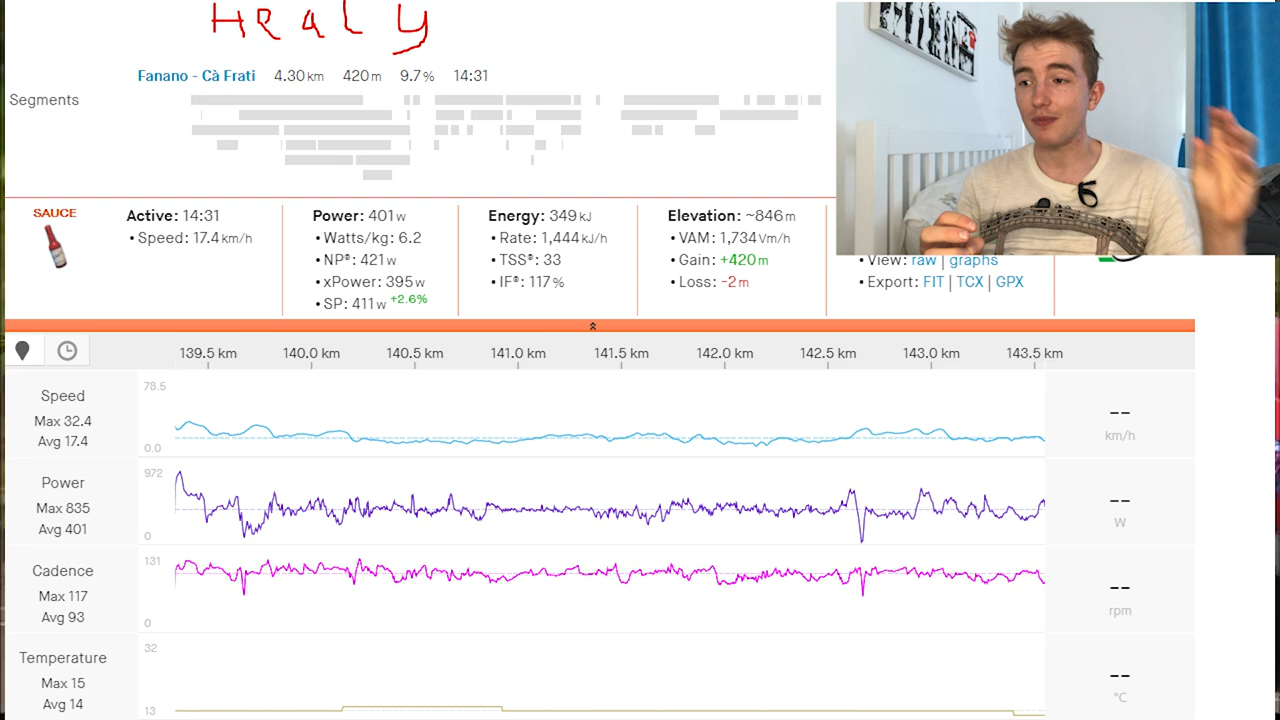 Healy
Fanano - Cà Frati 4.30 km 420 m 9.7 % 14:31
Segments
SAUCE
Active: 14:31
• Speed: 17.4 km/h
Power: 401 w
• Watts/kg: 6.2
• NP®: 421 w
• xPower: 395 w
• SP: 411 w +2.6%
Energy: 349 kJ
• Rate: 1,444 kJ/h
• TSS®: 33
• IF®: 117 %
Elevation: ~846 m
• VAM: 1,734 Vm/h
• Gain: +420 m
• Loss: -2 m
• View: raw | graphs
• Export: FIT | TCX | GPX
139.5 km 140.0 km 140.5 km 141.0 km 141.5 km 142.0 km 142.5 km 143.0 km 143.5 km
Speed
Max 32.4
Avg 17.4
78.5
0.0
--
km/h
Power
Max 835
Avg 401
972
0
--
W
Cadence
Max 117
Avg 93
131
0
--
rpm
Temperature
Max 15
Avg 14
32
13
--
°C